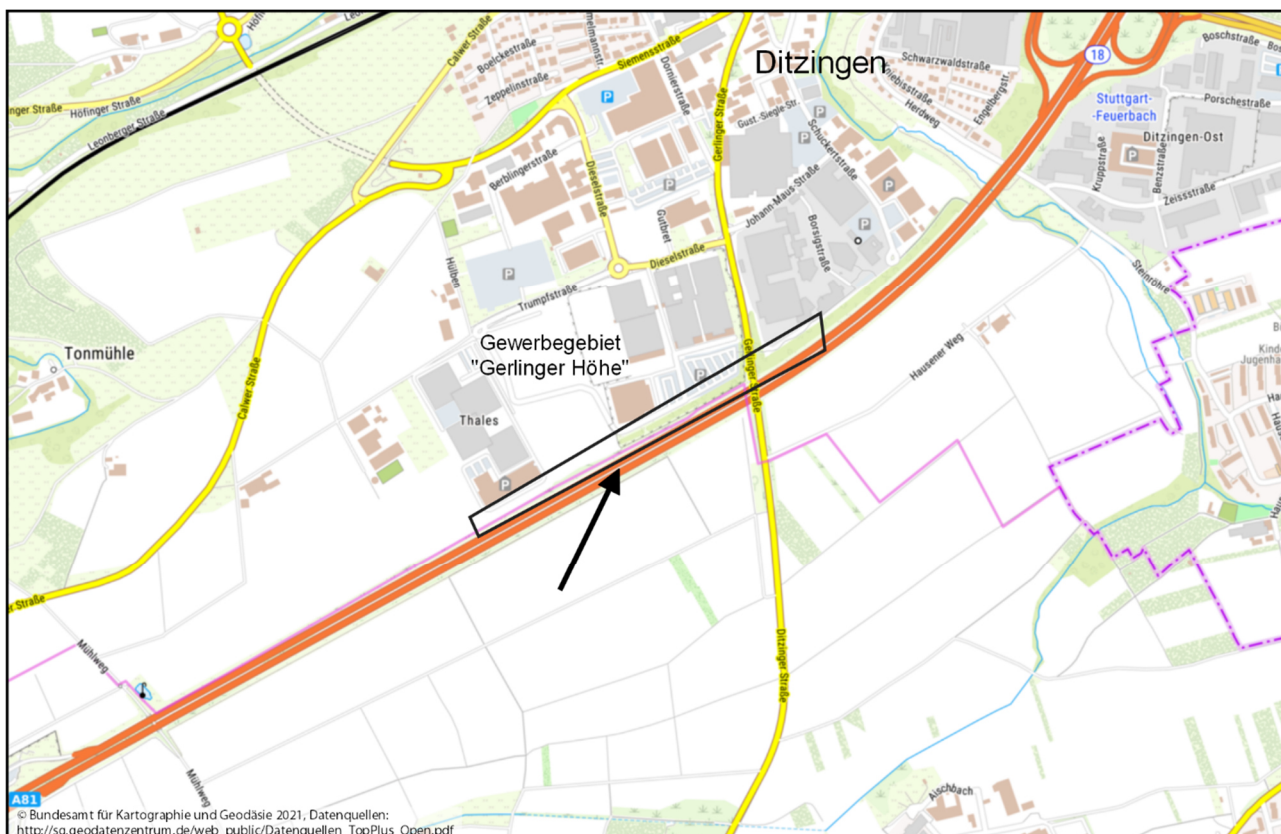 Höfinger Straße
Leonberger Straße
Calwer Straße
Boelckestraße
Zeppelinstraße
Siemensstraße
Dornierstraße
Gerlinger Straße
Gust.-Siegle-Str.
Ditzingen
Schuckertstraße
Schwarzwaldstraße
Herdweg
Engelbergstr.
18
Stuttgart-
-Feuerbach
Boschstraße
Porschestraße
Ditzingen-Ost
Kruppstraße
Benzstraße
Zeissstraße
P
P
P
P
P
P
P
P
Berblingerstraße
Dieselstraße
Gutbret
Johann-Maus-Straße
Borsigstraße
Dieselstraße
Hülben
Trumpfstraße
Steinröhre
Tonmühle
Calwer Straße
Gewerbegebiet
"Gerlinger Höhe"
Gerlinger Straße
Hausener Weg
Thales
Mühlweg
Mühlweg
Ditzinger Straße
Aischbach
A81
© Bundesamt für Kartographie und Geodäsie 2021, Datenquellen:
http://sg.geodatenzentrum.de/web_public/Datenquellen_TopPlus_Open.pdf